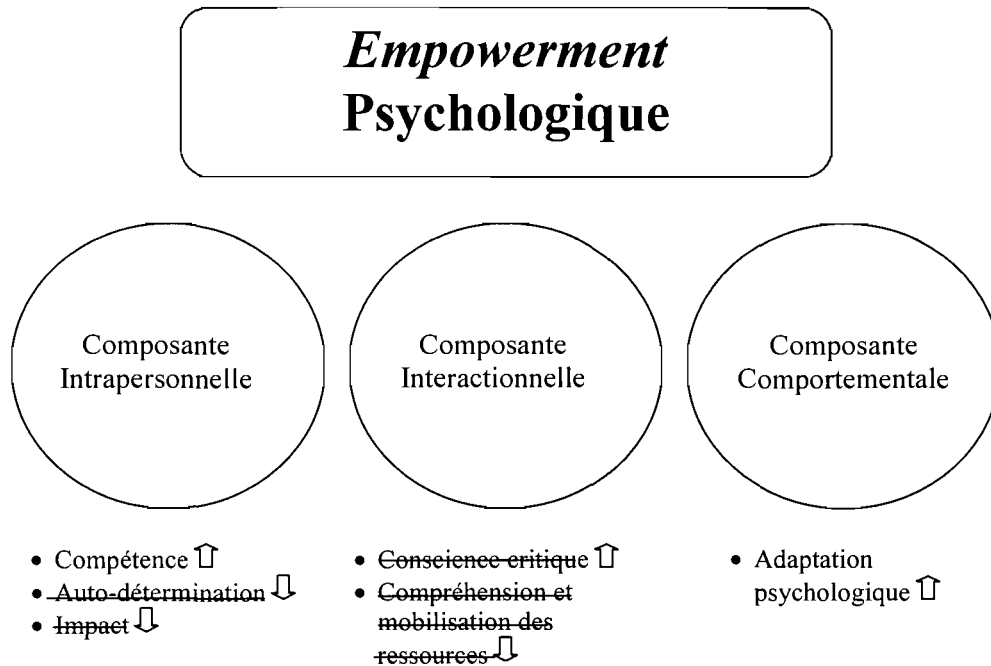 Empowerment
Psychologique
Composante
Intrapersonnelle
Composante
Interactionnelle
Composante
Comportementale
• Compétence ⇧
• Auto-détermination ⇩
• Impact ⇩
• Conscience critique ⇧
• Compréhension et
mobilisation des
ressources ⇩
• Adaptation
psychologique ⇧